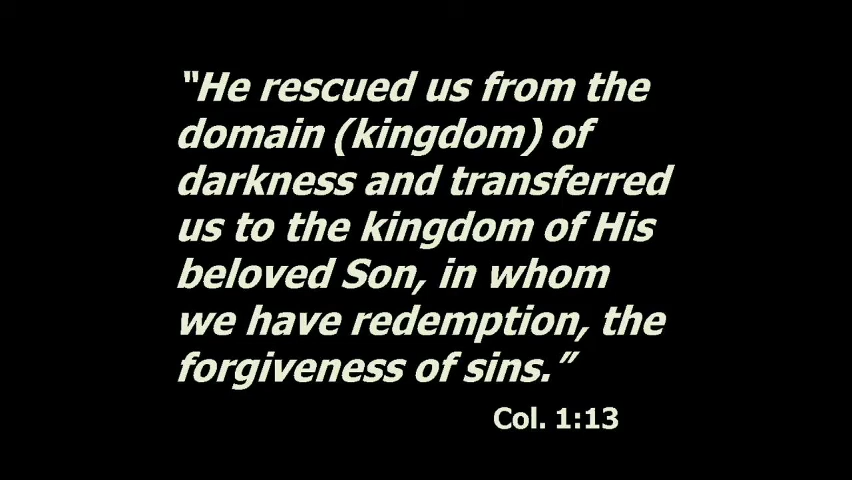 “He rescued us from the
domain (kingdom) of
darkness and transferred
us to the kingdom of His
beloved Son, in whom
we have redemption, the
forgiveness of sins.”
Col. 1:13